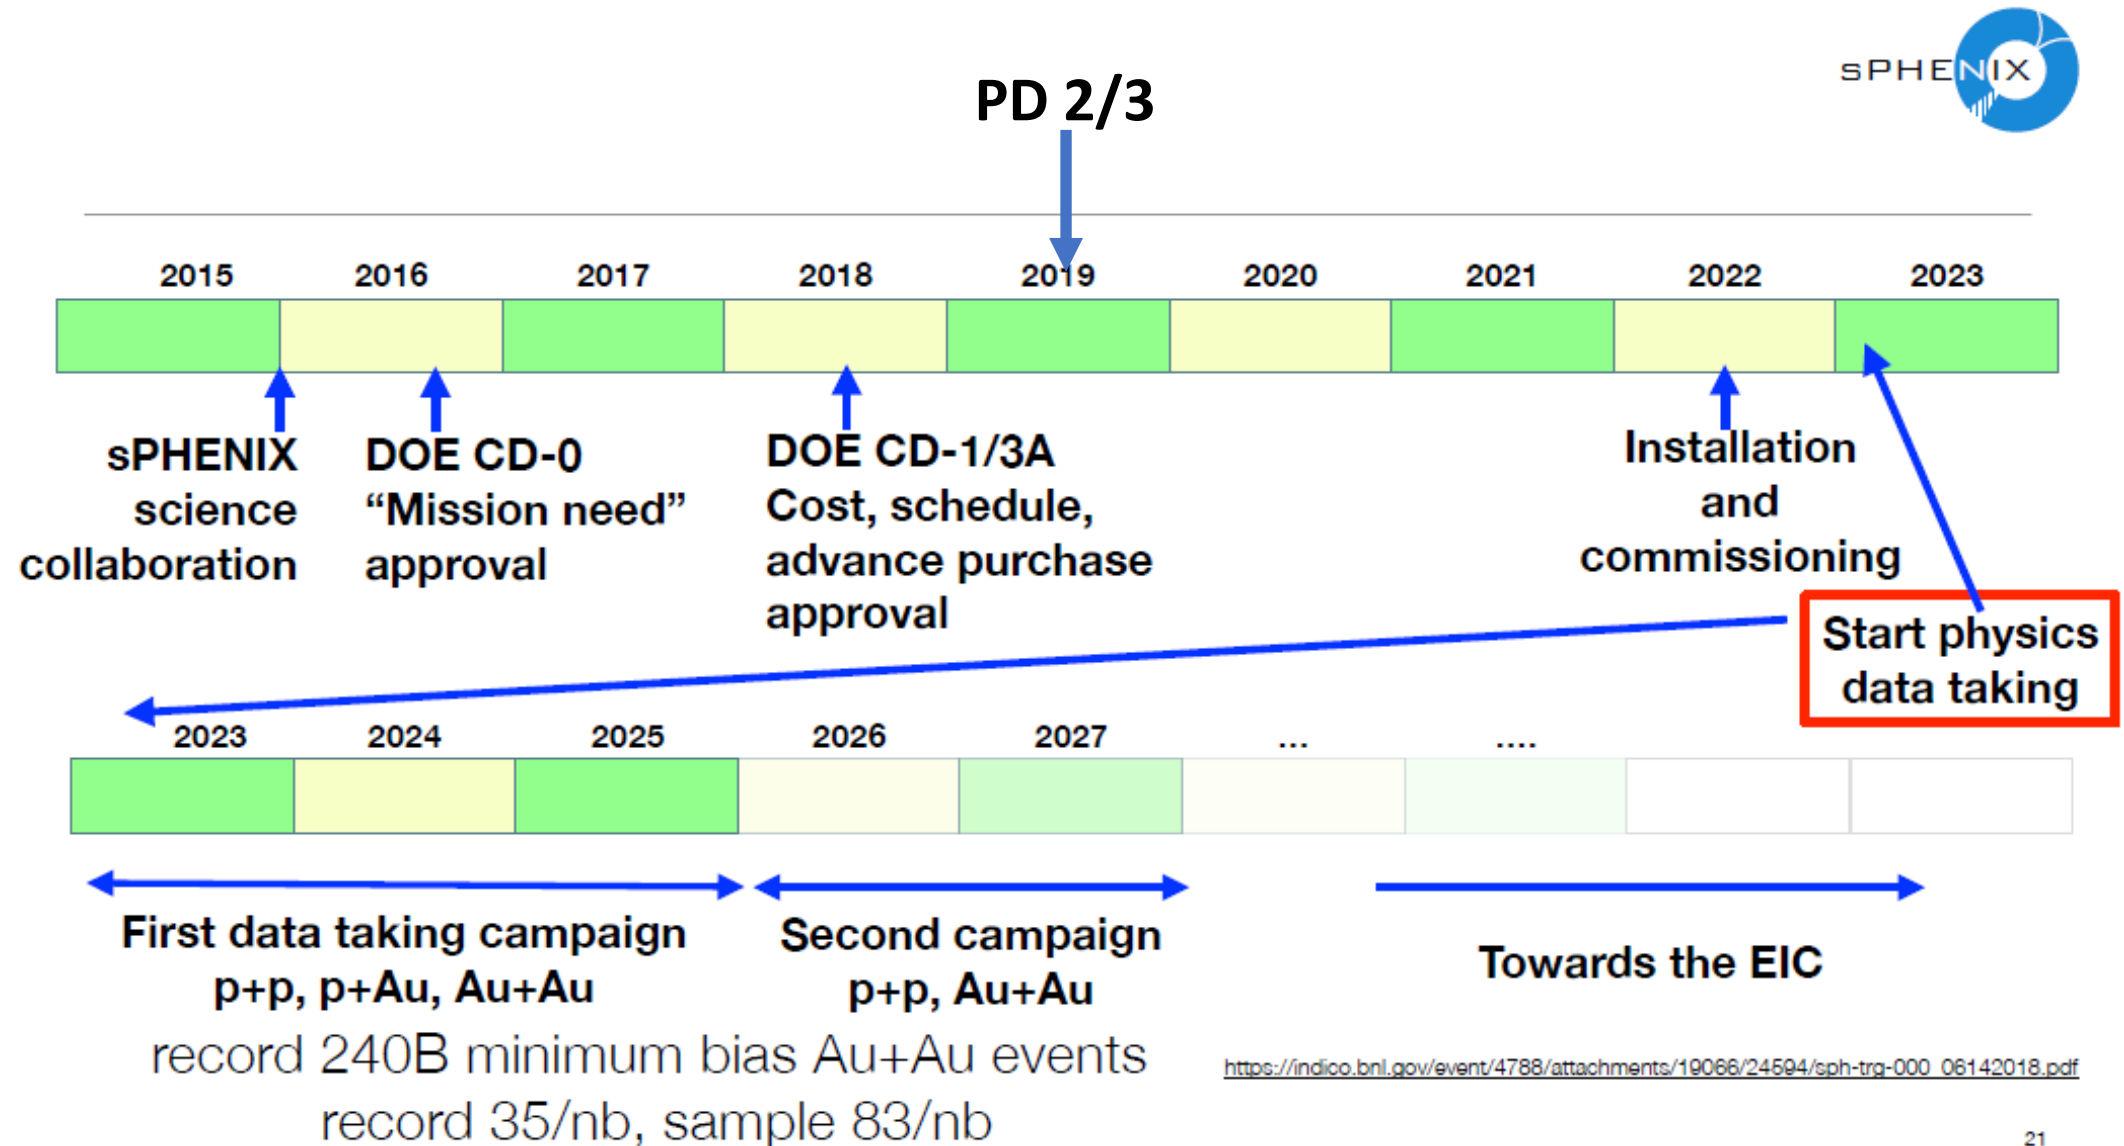 sPHENIX
PD 2/3
2015 2016 2017 2018 2019 2020 2021 2022 2023
sPHENIX
science
collaboration
DOE CD-0
“Mission need”
approval
DOE CD-1/3A
Cost, schedule,
advance purchase
approval
Installation
and
commissioning
Start physics
data taking
2023 2024 2025 2026 2027 ... ....
First data taking campaign
p+p, p+Au, Au+Au
Second campaign
p+p, Au+Au
Towards the EIC
record 240B minimum bias Au+Au events
record 35/nb, sample 83/nb
https://indico.bnl.gov/event/4788/attachments/19066/24594/sph-trg-000_06142018.pdf
21